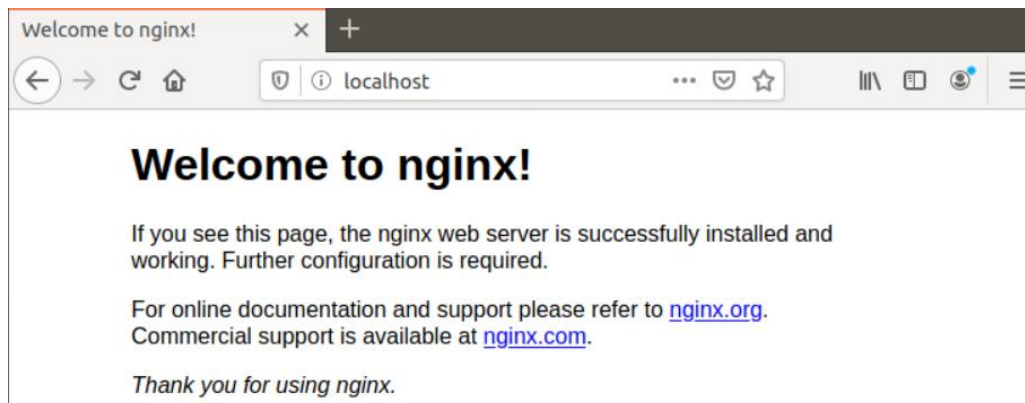 Welcome to nginx!
localhost
Welcome to nginx!
If you see this page, the nginx web server is successfully installed and
working. Further configuration is required.
For online documentation and support please refer to nginx.org.
Commercial support is available at nginx.com.
Thank you for using nginx.